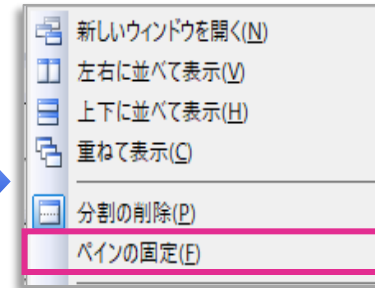 新しいウィンドウを開く(N)
左右に並べて表示(V)
上下に並べて表示(H)
重ねて表示(C)
分割の削除(P)
ペインの固定(F)